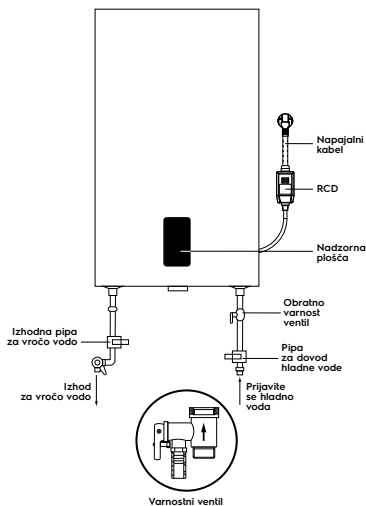 Napajalni
kabel
RCD
Nadzorna
plošča
Obratno
varnost
ventil
Izhodna pipa
za vročo vodo
Pipa
za dovod
hladne vode
Izhod
za vročo vodo
Prijavite
se hladno
voda
Varnostni ventil